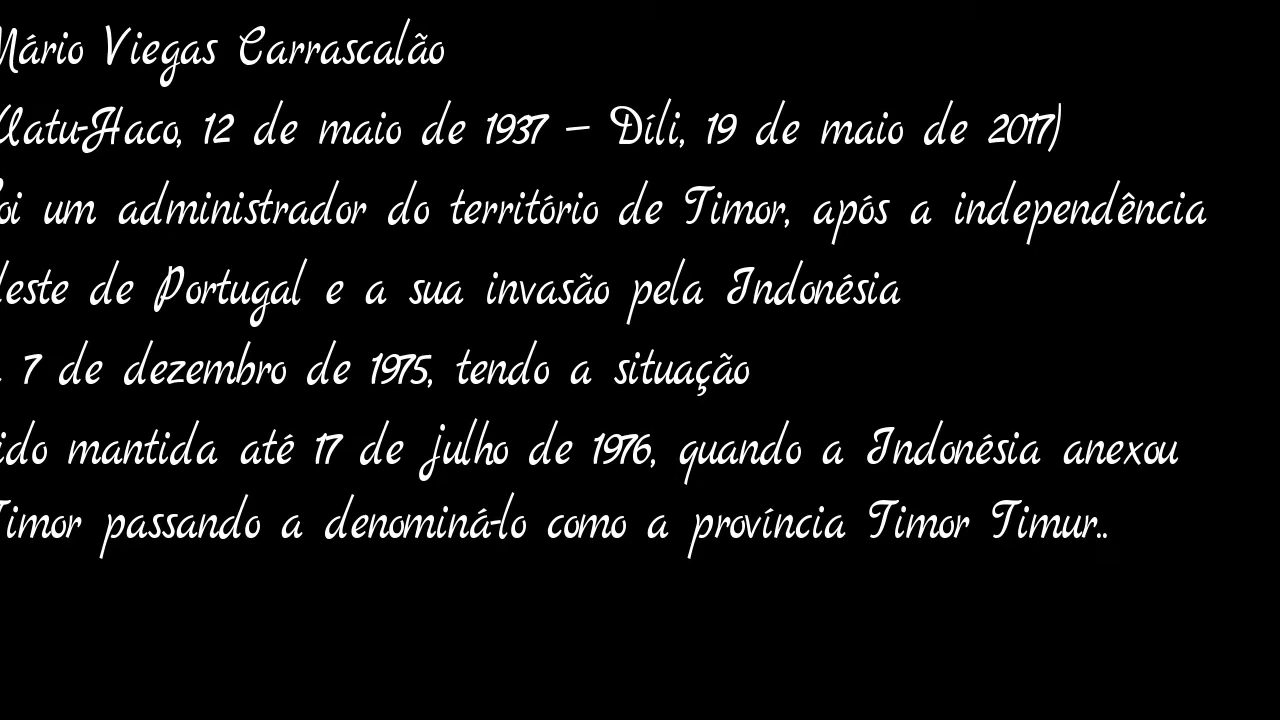 Mário Viegas Carrascalão
Uatu-Haco, 12 de maio de 1937 – Díli, 19 de maio de 2017)
foi um administrador do território de Timor, após a independência
deste de Portugal e a sua invasão pela Indonésia
7 de dezembro de 1975, tendo a situação
sido mantida até 17 de julho de 1976, quando a Indonésia anexou
Timor passando a denominá-lo como a província Timor Timur..